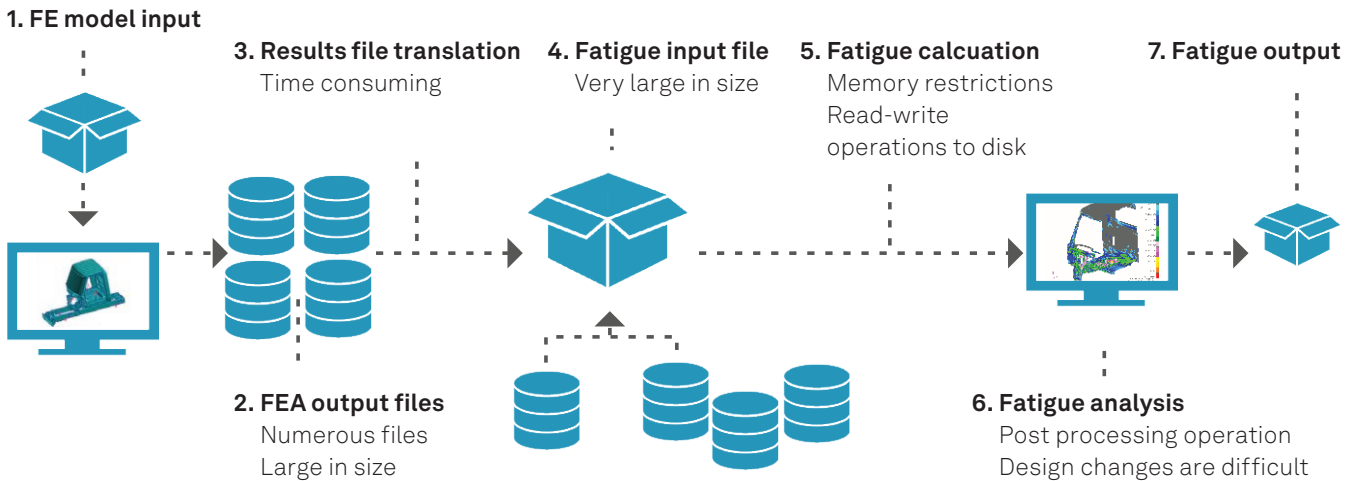 1. FE model input
3. Results file translation
Time consuming
4. Fatigue input file
Very large in size
5. Fatigue calcuation
Memory restrictions
Read-write
operations to disk
7. Fatigue output
2. FEA output files
Numerous files
Large in size
6. Fatigue analysis
Post processing operation
Design changes are difficult